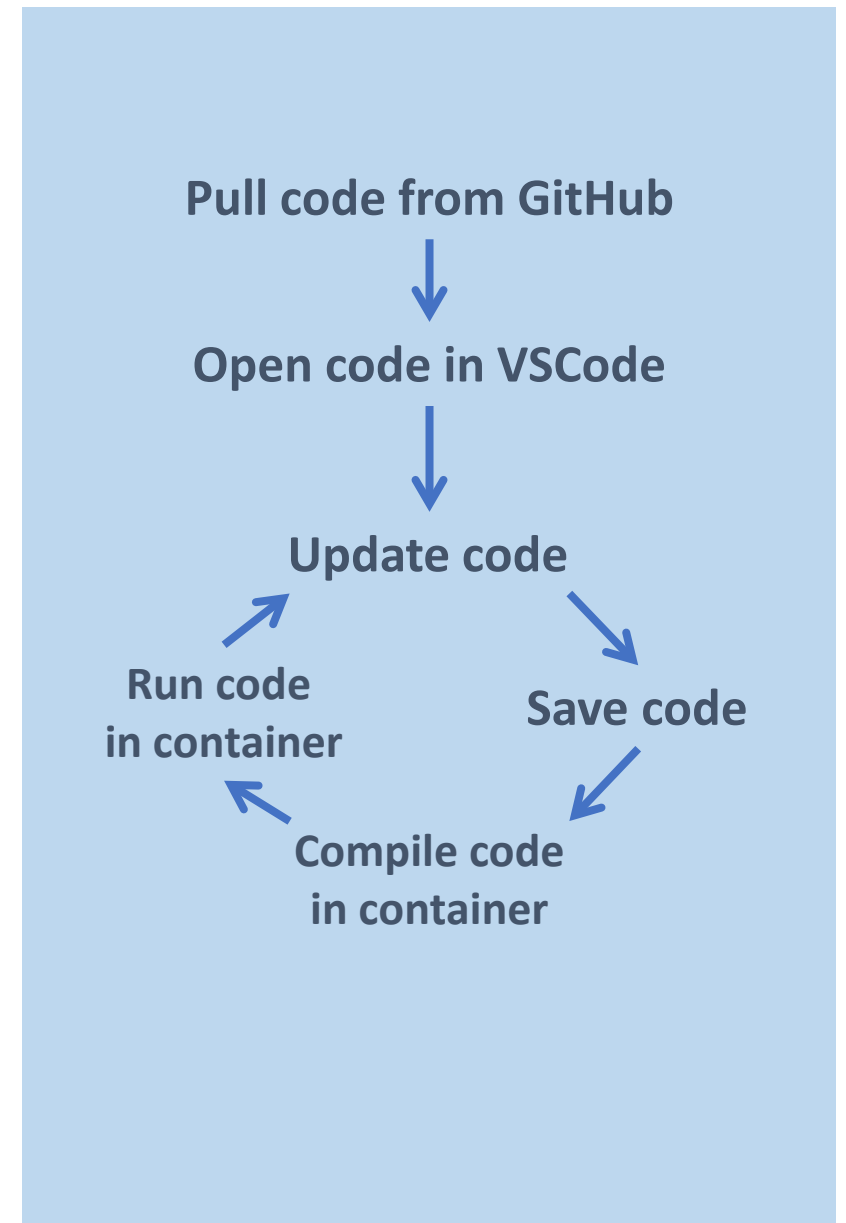 Pull code from GitHub
Open code in VSCode
Update code
Run code
in container
Save code
Compile code
in container